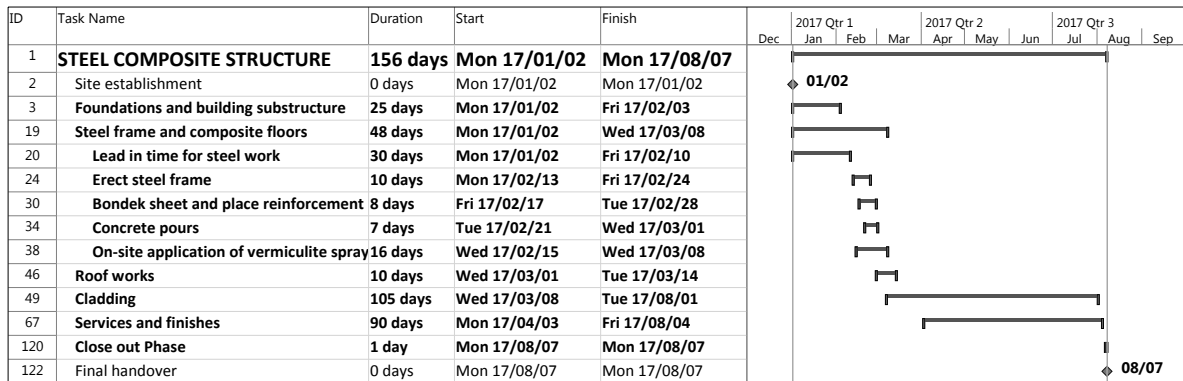 ID Task Name Duration Start Finish
2017 Qtr 1 2017 Qtr 2 2017 Qtr 3
Dec Jan Feb Mar Apr May Jun Jul Aug Sep
1 STEEL COMPOSITE STRUCTURE 156 days Mon 17/01/02 Mon 17/08/07
2 Site establishment 0 days Mon 17/01/02 Mon 17/01/02 01/02
3 Foundations and building substructure 25 days Mon 17/01/02 Fri 17/02/03
19 Steel frame and composite floors 48 days Mon 17/01/02 Wed 17/03/08
20 Lead in time for steel work 30 days Mon 17/01/02 Fri 17/02/10
24 Erect steel frame 10 days Mon 17/02/13 Fri 17/02/24
30 Bondek sheet and place reinforcement 8 days Fri 17/02/17 Tue 17/02/28
34 Concrete pours 7 days Tue 17/02/21 Wed 17/03/01
38 On-site application of vermiculite spray 16 days Wed 17/02/15 Wed 17/03/08
46 Roof works 10 days Wed 17/03/01 Tue 17/03/14
49 Cladding 105 days Wed 17/03/08 Tue 17/08/01
67 Services and finishes 90 days Mon 17/04/03 Fri 17/08/04
120 Close out Phase 1 day Mon 17/08/07 Mon 17/08/07
122 Final handover 0 days Mon 17/08/07 Mon 17/08/07 08/07